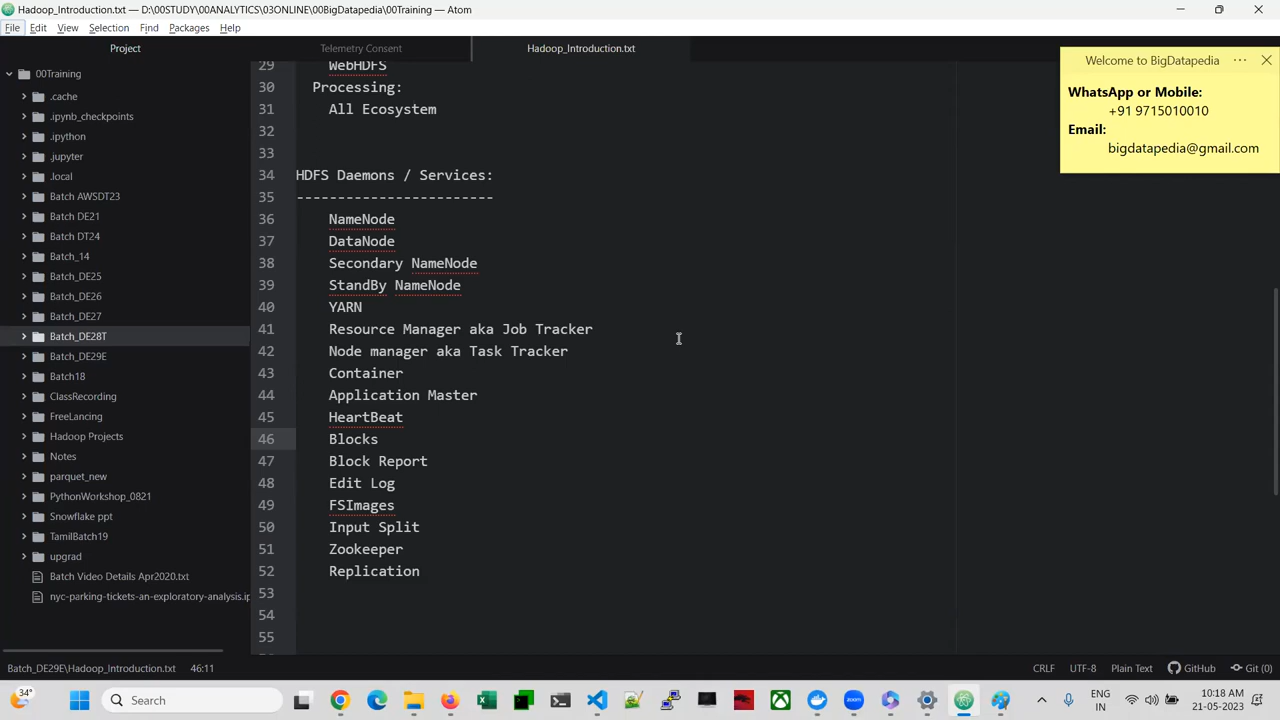 Hadoop_Introduction.txt — D:\00STUDY\00ANALYTICS\03ONLINE\00BigDatapedia\00Training — Atom
File Edit View Selection Find Packages Help
Project
Telemetry Consent
Hadoop_Introduction.txt
00Training
.cache
.ipynb_checkpoints
.ipython
.jupyter
.local
Batch AWSDT23
Batch DE21
Batch DT24
Batch_14
Batch_DE25
Batch_DE26
Batch_DE27
Batch_DE28T
Batch_DE29E
Batch18
ClassRecording
FreeLancing
Hadoop Projects
Notes
parquet_new
PythonWorkshop_0821
Snowflake ppt
TamilBatch19
upgrad
Batch Video Details Apr2020.txt
nyc-parking-tickets-an-exploratory-analysis.ip
29 WebHDFS
30 Processing:
31 All Ecosystem
32
33
34 HDFS Daemons / Services:
35 ------------------------
36 NameNode
37 DataNode
38 Secondary NameNode
39 StandBy NameNode
40 YARN
41 Resource Manager aka Job Tracker
42 Node manager aka Task Tracker
43 Container
44 Application Master
45 HeartBeat
46 Blocks
47 Block Report
48 Edit Log
49 FSImages
50 Input Split
51 Zookeeper
52 Replication
53
54
55
Welcome to BigDatapedia
WhatsApp or Mobile:
+91 9715010010
Email:
bigdatapedia@gmail.com
Batch_DE29E\Hadoop_Introduction.txt 46:11
CRLF UTF-8 Plain Text GitHub Git (0)
34°
Search
ENG
IN
10:18 AM
21-05-2023